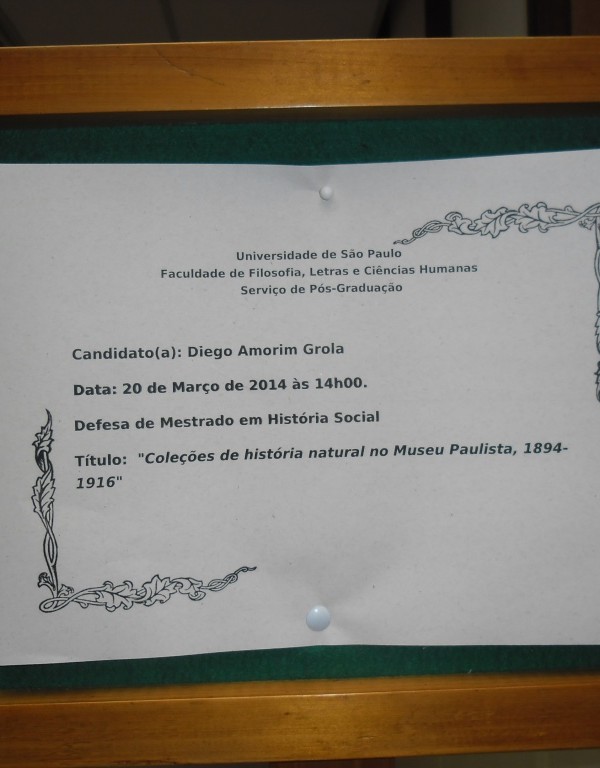 Universidade de São Paulo
Faculdade de Filosofia, Letras e Ciências Humanas
Serviço de Pós-Graduação
Candidato(a): Diego Amorim Grola
Data: 20 de Março de 2014 às 14h00.
Defesa de Mestrado em História Social
Título: "Coleções de história natural no Museu Paulista, 1894-
1916"